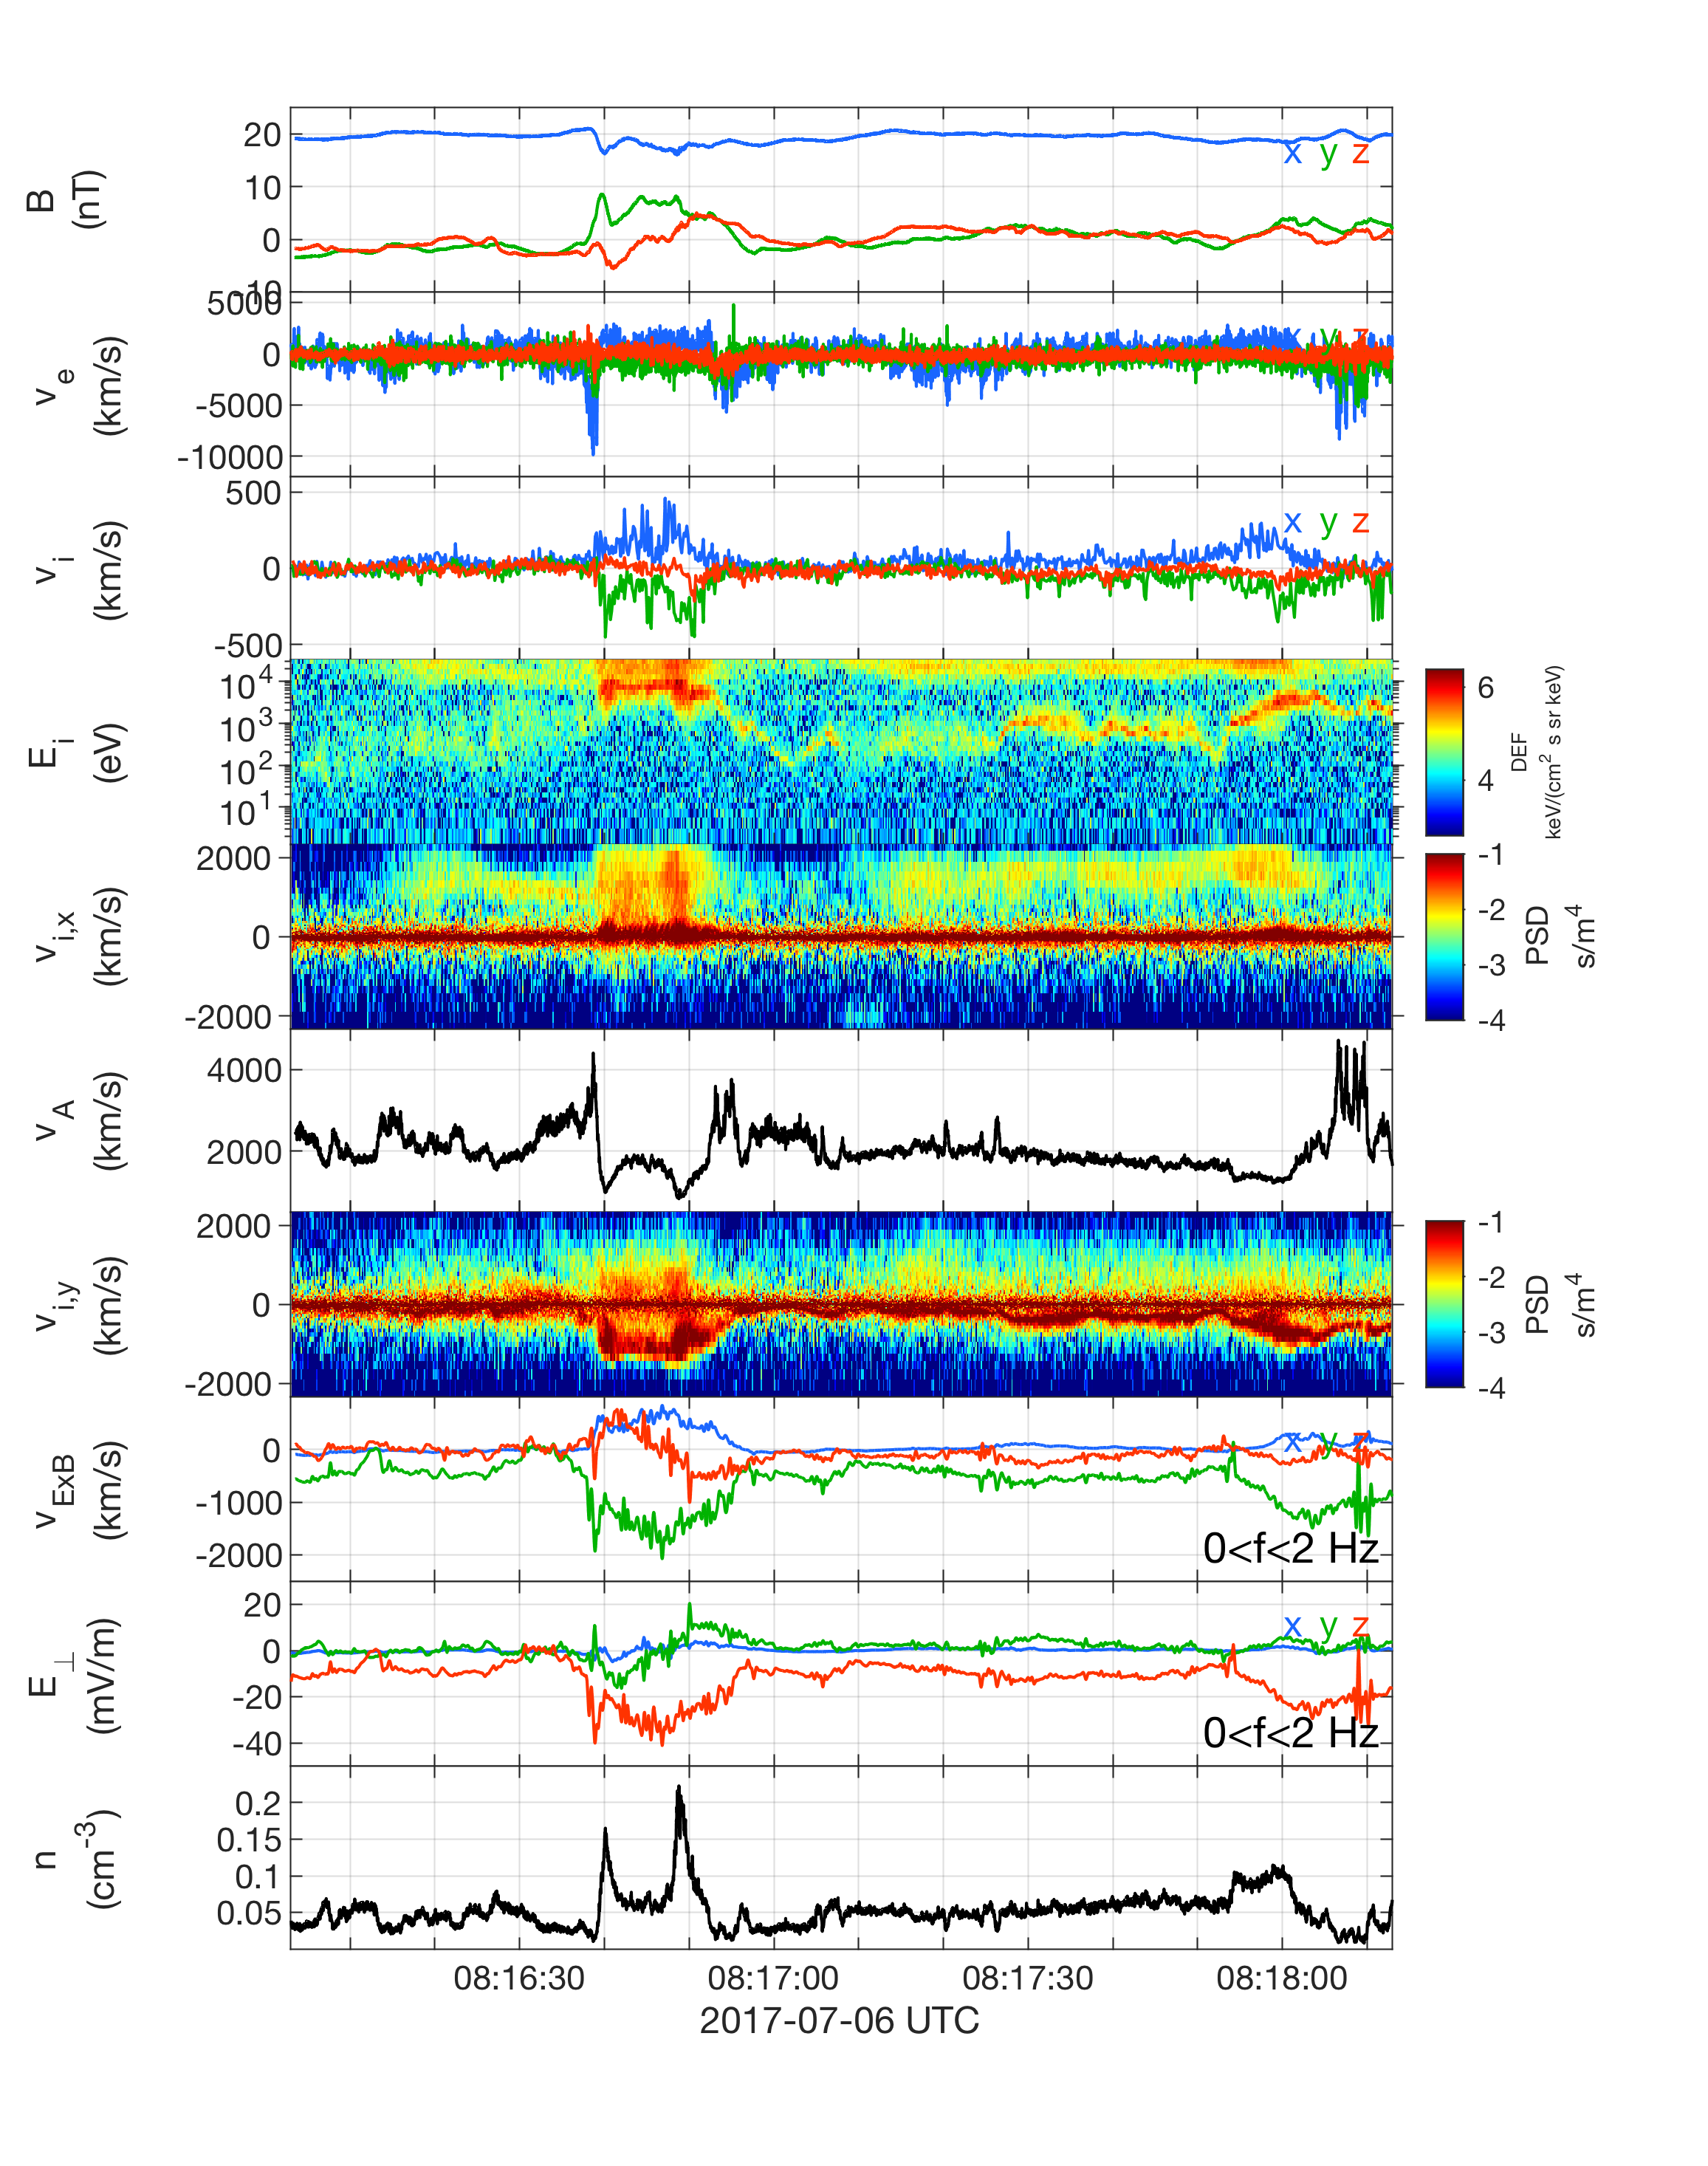 20
10
0
-10
B
(nT)
x y z
5000
0
-5000
-10000
v e
(km/s)
x y z
500
0
-500
v i
(km/s)
x y z
10^4
10^3
10^2
10^1
E i
(eV)
6
4
DEF
keV/(cm^2 s sr keV)
2000
0
-2000
v i,x
(km/s)
-1
-2
-3
-4
PSD
s/m^4
4000
2000
v A
(km/s)
2000
0
-2000
v i,y
(km/s)
-1
-2
-3
-4
PSD
s/m^4
0
-1000
-2000
v ExB
(km/s)
x y z
0<f<2 Hz
20
0
-20
-40
E ⊥
(mV/m)
x y z
0<f<2 Hz
0.2
0.15
0.1
0.05
n
(cm^-3)
08:16:30 08:17:00 08:17:30 08:18:00
2017-07-06 UTC